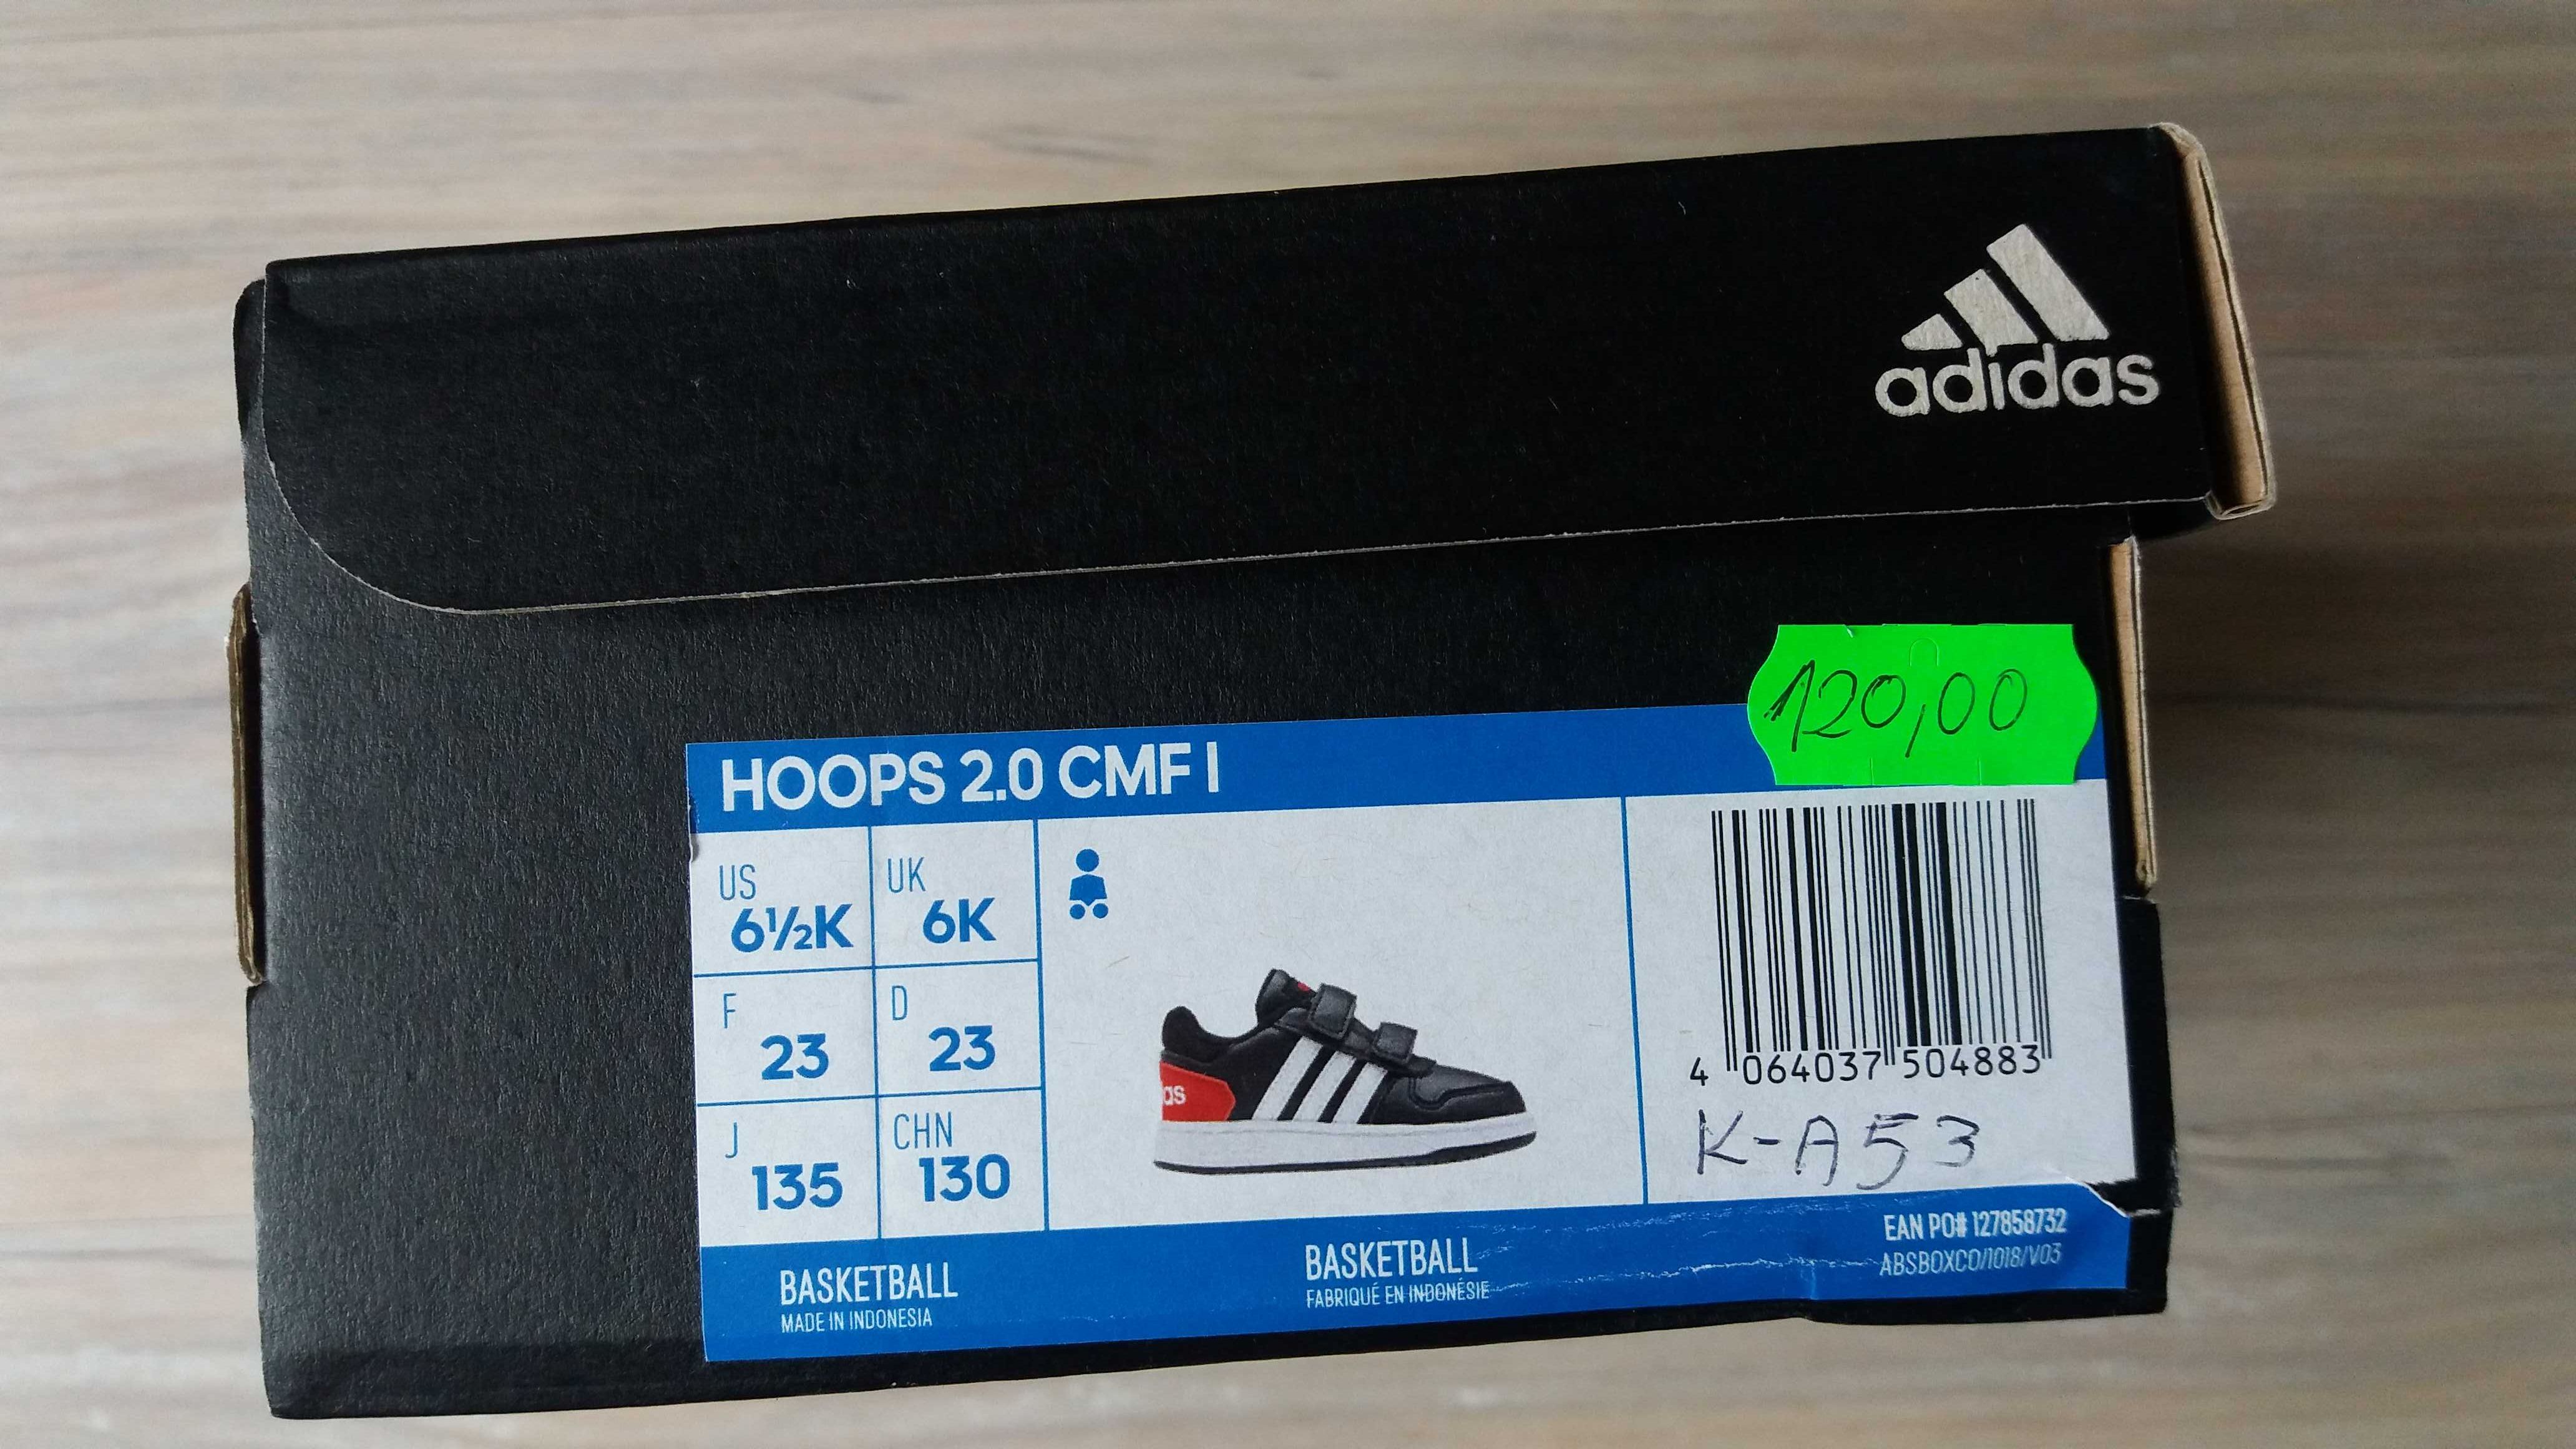 adidas
120,00
HOOPS 2.0 CMF I
US
6½K
UK
6K
F
23
D
23
J
135
CHN
130
as
4 064037 504883
K-A53
BASKETBALL
MADE IN INDONESIA
BASKETBALL
FABRIQUÉ EN INDONÉSIE
EAN PO# 127858732
ABSBOXCO/1018/V03